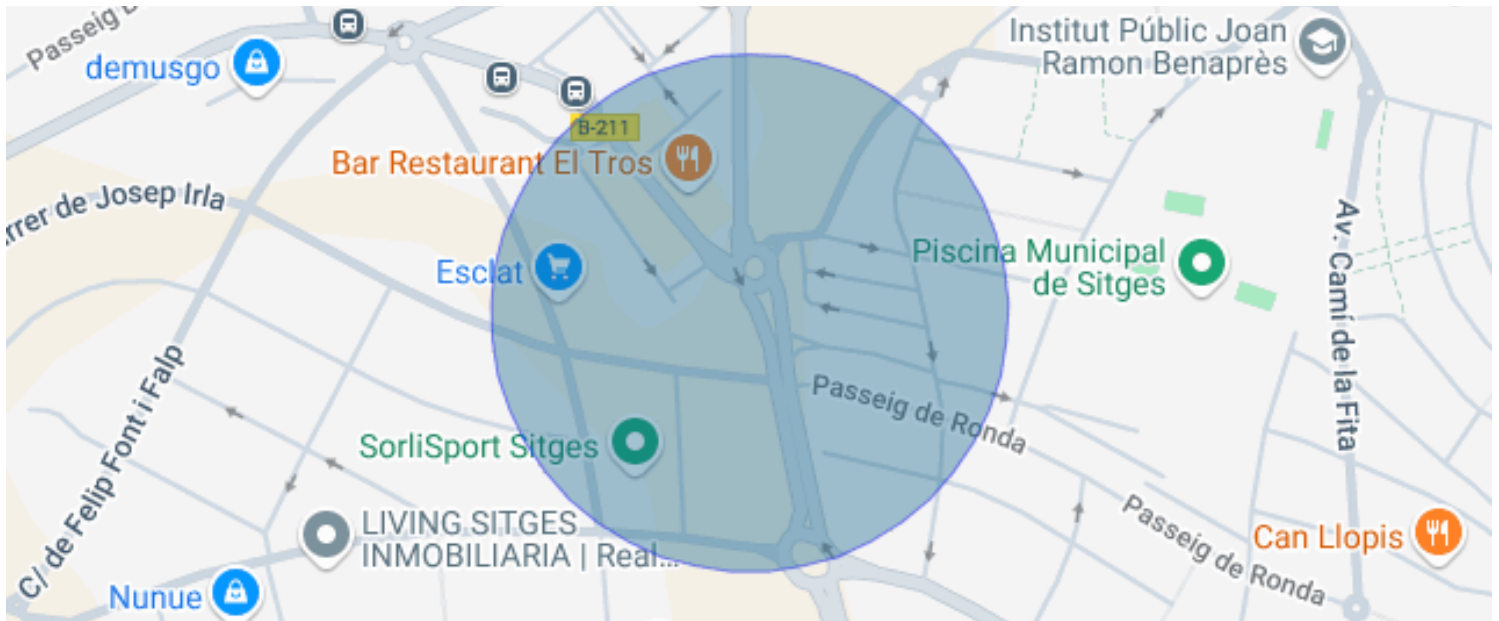 Passeig
demusgo
Institut Públic Joan
Ramon Benaprès
B-211
Bar Restaurant El Tros
rrer de Josep Irla
Esclat
Piscina Municipal
de Sitges
Av. Camí de la Fita
C/ de Felip Font i Falp
Passeig de Ronda
SorliSport Sitges
LIVING SITGES
INMOBILIARIA | Real...
Passeig de Ronda
Can Llopis
Nunue